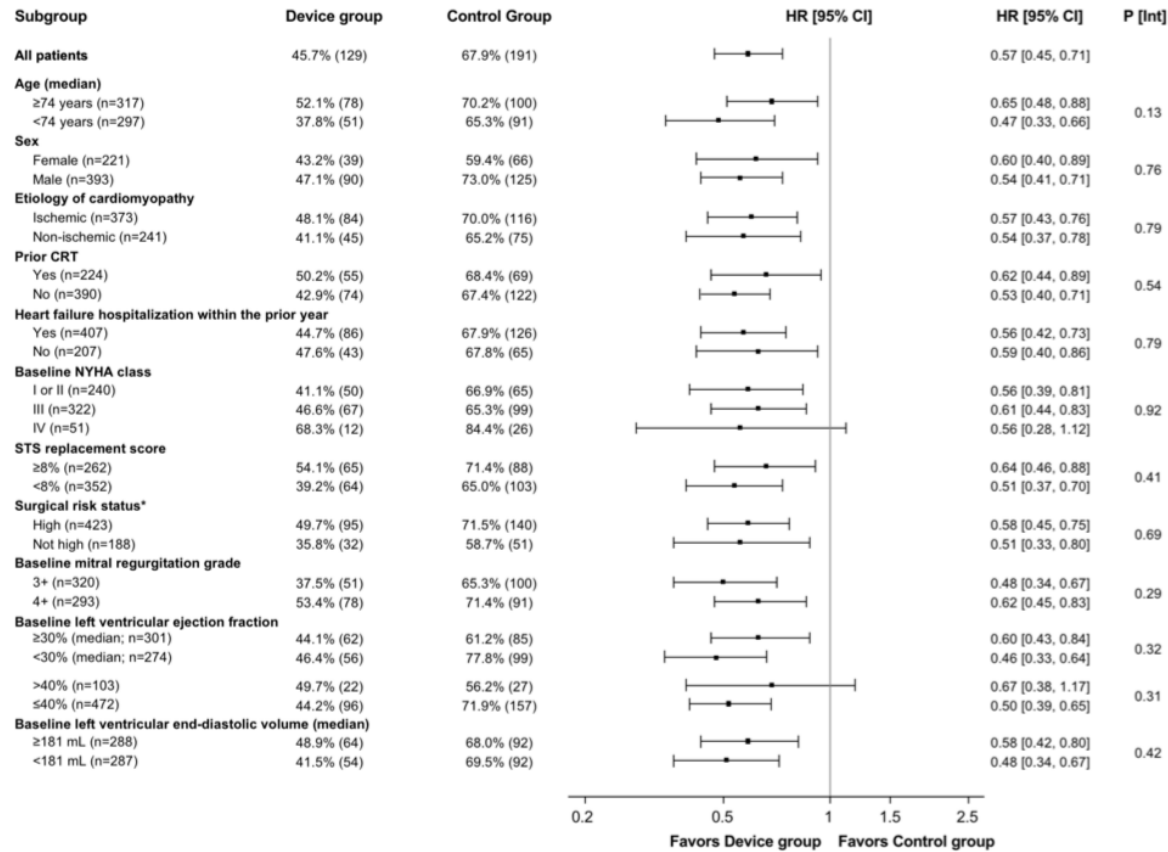 Subgroup Device group Control Group HR [95% CI] HR [95% CI] P [Int]
All patients 45.7% (129) 67.9% (191) 0.57 [0.45, 0.71]
Age (median)
≥74 years (n=317) 52.1% (78) 70.2% (100) 0.65 [0.48, 0.88]
0.13
<74 years (n=297) 37.8% (51) 65.3% (91) 0.47 [0.33, 0.66]
Sex
Female (n=221) 43.2% (39) 59.4% (66) 0.60 [0.40, 0.89]
0.76
Male (n=393) 47.1% (90) 73.0% (125) 0.54 [0.41, 0.71]
Etiology of cardiomyopathy
Ischemic (n=373) 48.1% (84) 70.0% (116) 0.57 [0.43, 0.76]
0.79
Non-ischemic (n=241) 41.1% (45) 65.2% (75) 0.54 [0.37, 0.78]
Prior CRT
Yes (n=224) 50.2% (55) 68.4% (69) 0.62 [0.44, 0.89]
0.54
No (n=390) 42.9% (74) 67.4% (122) 0.53 [0.40, 0.71]
Heart failure hospitalization within the prior year
Yes (n=407) 44.7% (86) 67.9% (126) 0.56 [0.42, 0.73]
0.79
No (n=207) 47.6% (43) 67.8% (65) 0.59 [0.40, 0.86]
Baseline NYHA class
I or II (n=240) 41.1% (50) 66.9% (65) 0.56 [0.39, 0.81]
III (n=322) 46.6% (67) 65.3% (99) 0.61 [0.44, 0.83] 0.92
IV (n=51) 68.3% (12) 84.4% (26) 0.56 [0.28, 1.12]
STS replacement score
≥8% (n=262) 54.1% (65) 71.4% (88) 0.64 [0.46, 0.88]
0.41
<8% (n=352) 39.2% (64) 65.0% (103) 0.51 [0.37, 0.70]
Surgical risk status*
High (n=423) 49.7% (95) 71.5% (140) 0.58 [0.45, 0.75]
0.69
Not high (n=188) 35.8% (32) 58.7% (51) 0.51 [0.33, 0.80]
Baseline mitral regurgitation grade
3+ (n=320) 37.5% (51) 65.3% (100) 0.48 [0.34, 0.67]
0.29
4+ (n=293) 53.4% (78) 71.4% (91) 0.62 [0.45, 0.83]
Baseline left ventricular ejection fraction
≥30% (median; n=301) 44.1% (62) 61.2% (85) 0.60 [0.43, 0.84]
0.32
<30% (median; n=274) 46.4% (56) 77.8% (99) 0.46 [0.33, 0.64]
>40% (n=103) 49.7% (22) 56.2% (27) 0.67 [0.38, 1.17]
0.31
≤40% (n=472) 44.2% (96) 71.9% (157) 0.50 [0.39, 0.65]
Baseline left ventricular end-diastolic volume (median)
≥181 mL (n=288) 48.9% (64) 68.0% (92) 0.58 [0.42, 0.80]
0.42
<181 mL (n=287) 41.5% (54) 69.5% (92) 0.48 [0.34, 0.67]
0.2 0.5 1 1.5 2.5
Favors Device group Favors Control group